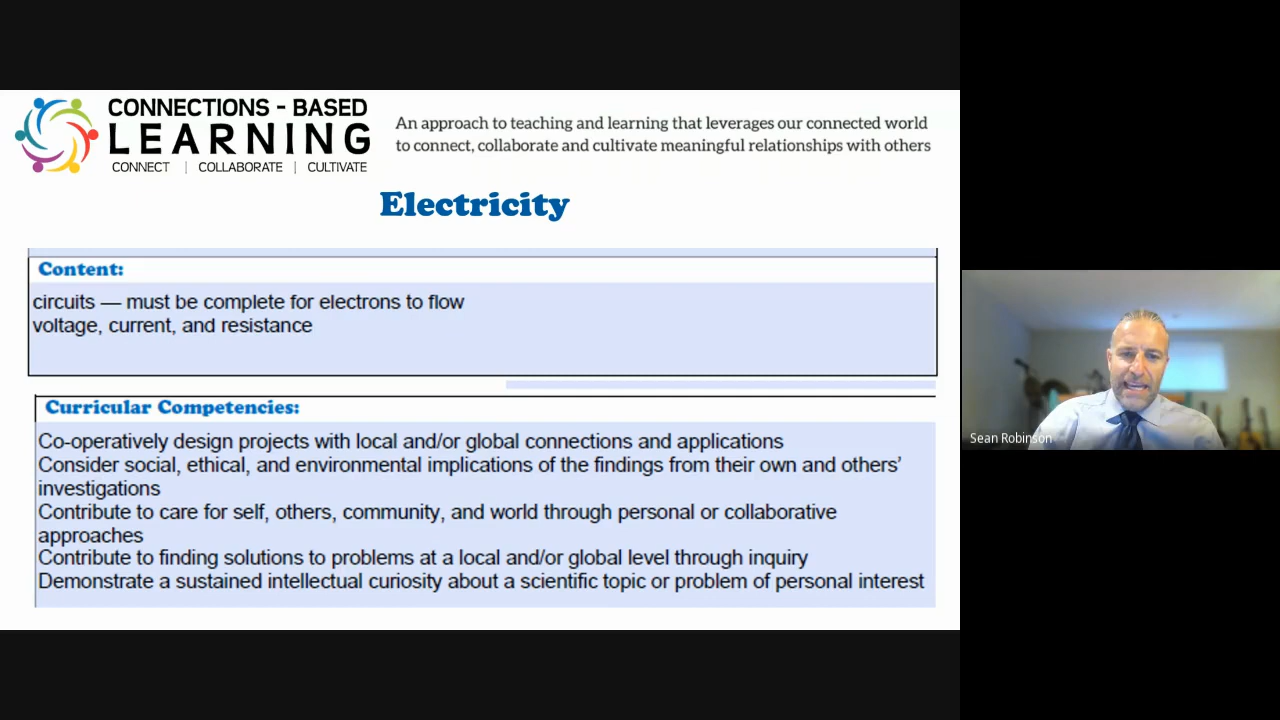 CONNECTIONS - BASED
LEARNING
CONNECT | COLLABORATE | CULTIVATE
An approach to teaching and learning that leverages our connected world
to connect, collaborate and cultivate meaningful relationships with others
Electricity
Content:
circuits — must be complete for electrons to flow
voltage, current, and resistance
Curricular Competencies:
Co-operatively design projects with local and/or global connections and applications
Consider social, ethical, and environmental implications of the findings from their own and others’
investigations
Contribute to care for self, others, community, and world through personal or collaborative
approaches
Contribute to finding solutions to problems at a local and/or global level through inquiry
Demonstrate a sustained intellectual curiosity about a scientific topic or problem of personal interest
Sean Robinson